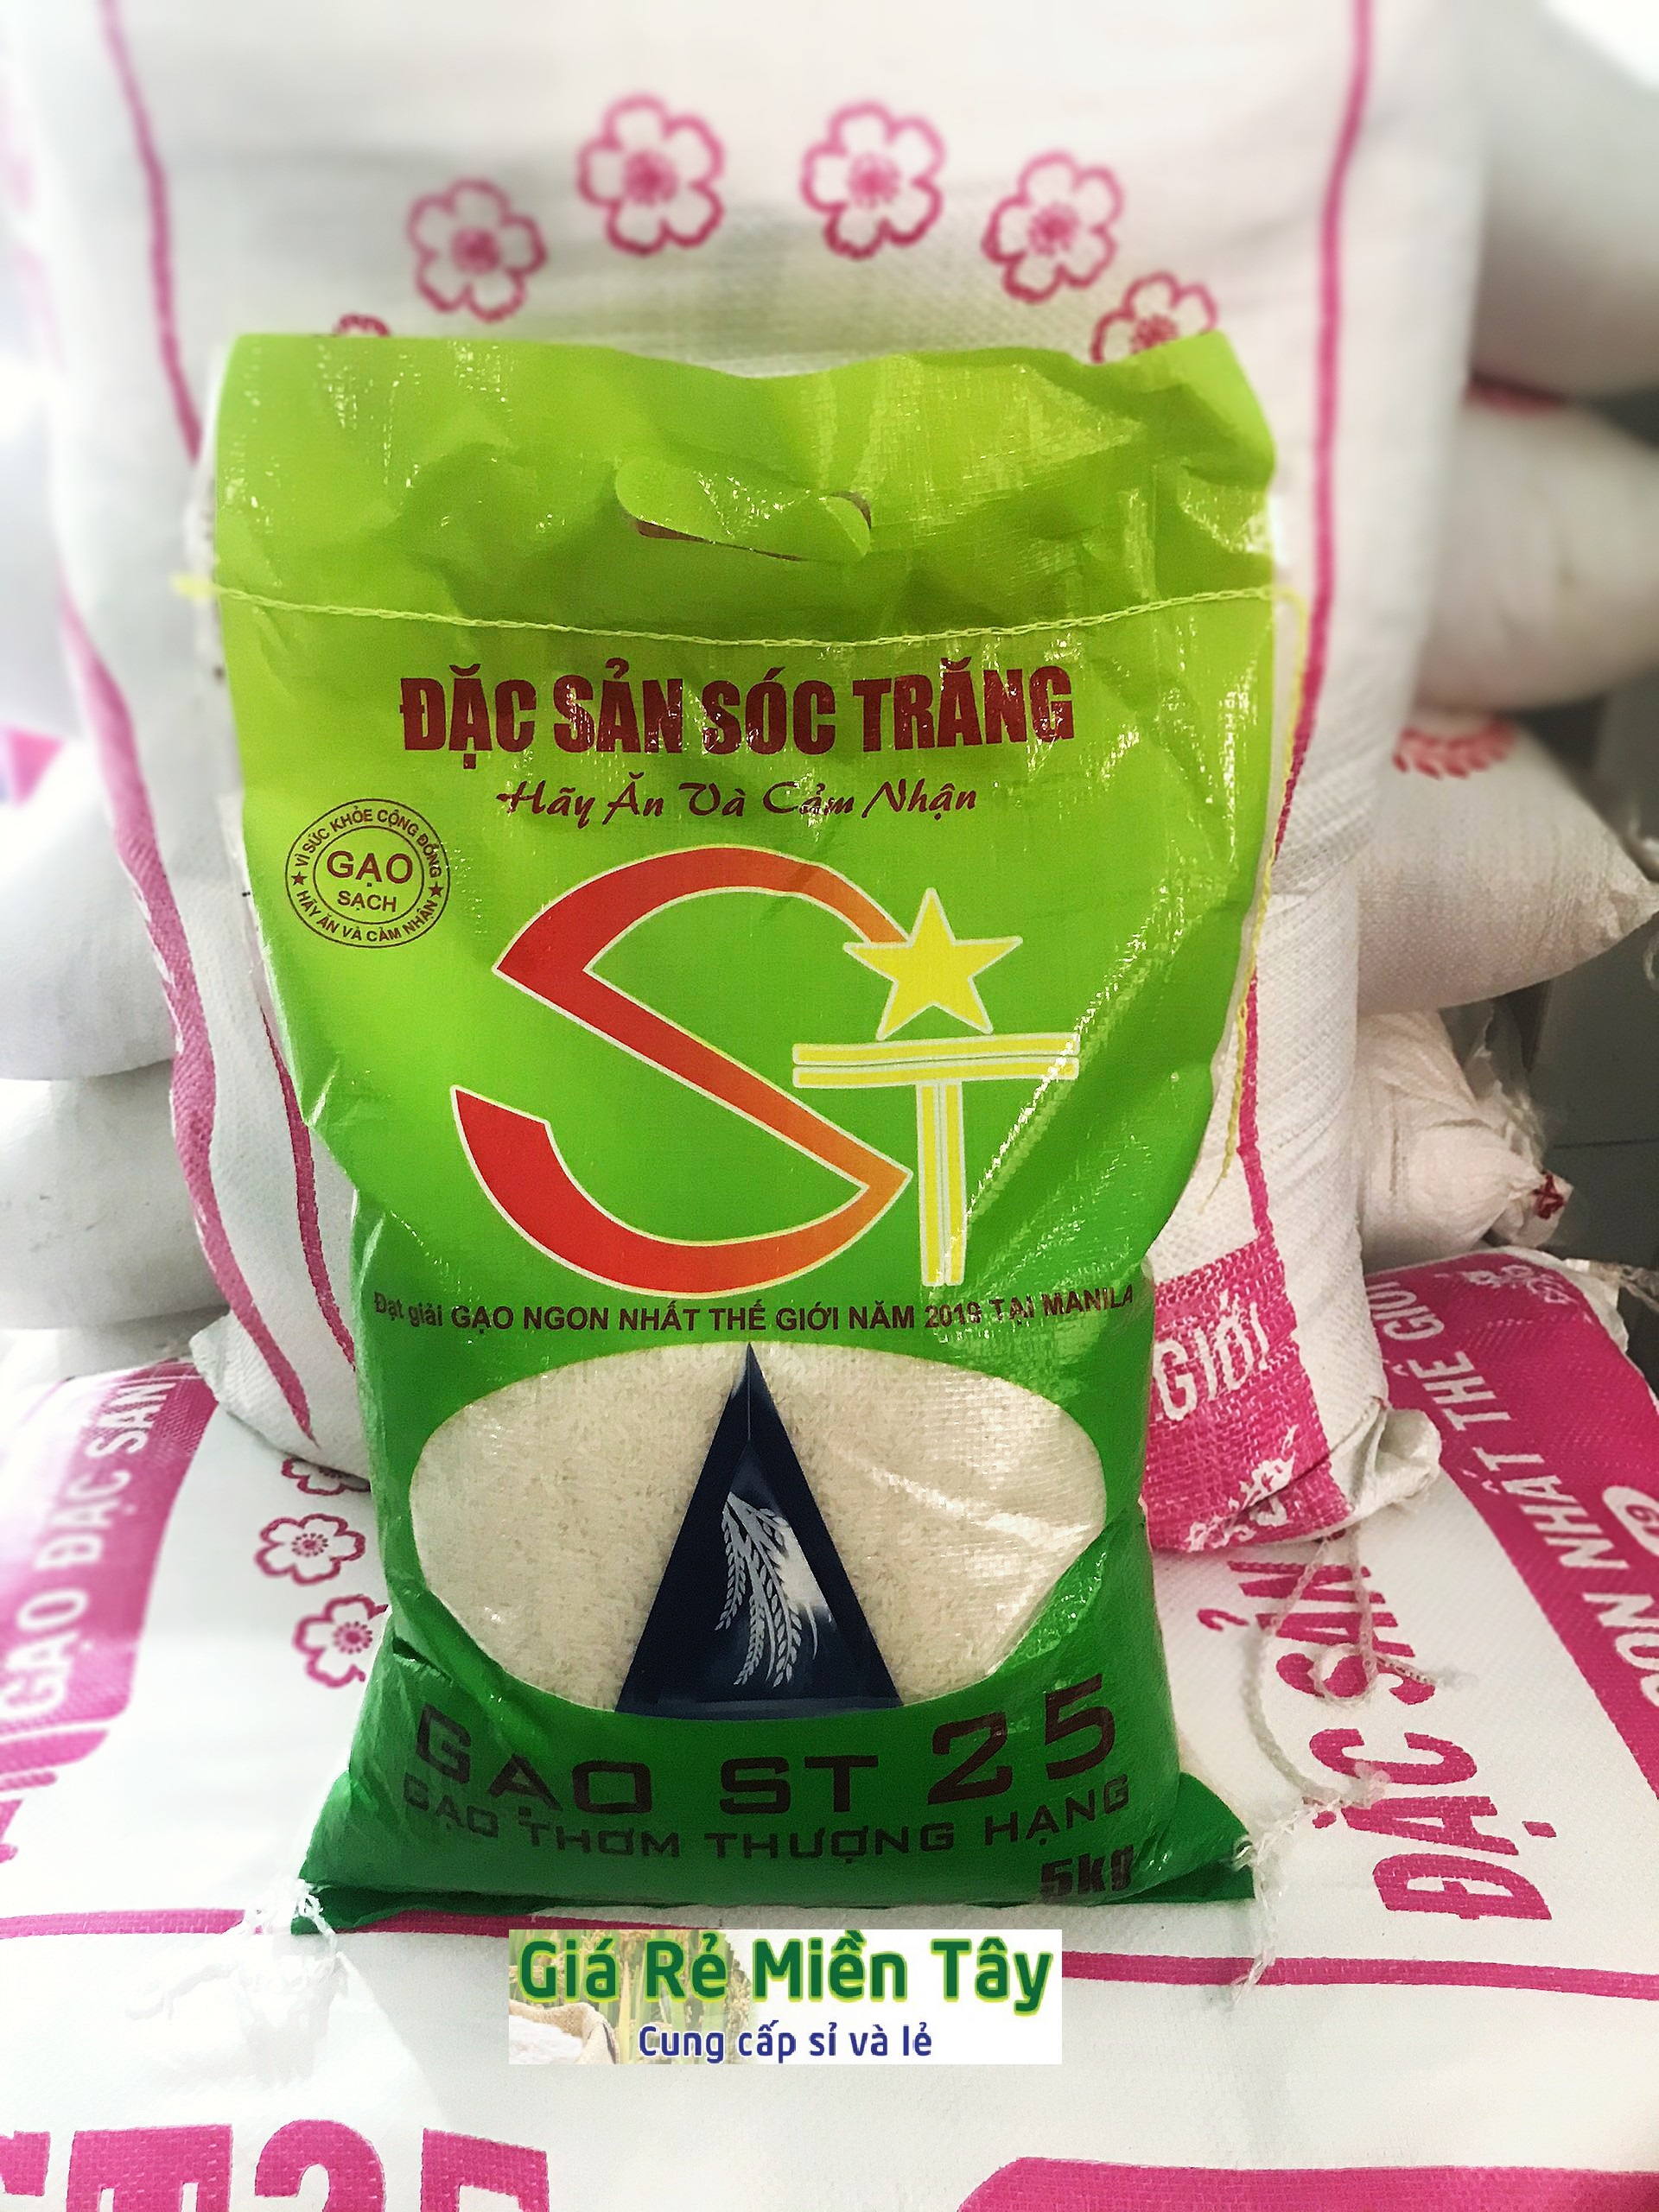 ĐẶC SẢN SÓC TRĂNG
Hãy Ăn Và Cảm Nhận
VÌ SỨC KHỎE CỘNG ĐỒNG
GẠO
SẠCH
HÃY ĂN VÀ CẢM NHẬN
ST
Đạt giải GẠO NGON NHẤT THẾ GIỚI NĂM 2019 TẠI MANILA
GẠO ST 25
GẠO THƠM THƯỢNG HẠNG
5kg
GIỚI
GẠO ĐẶC SẢN
ĐẶC SẢN
NGON NHẤT THẾ GIỚI
Giá Rẻ Miền Tây
Cung cấp sỉ và lẻ